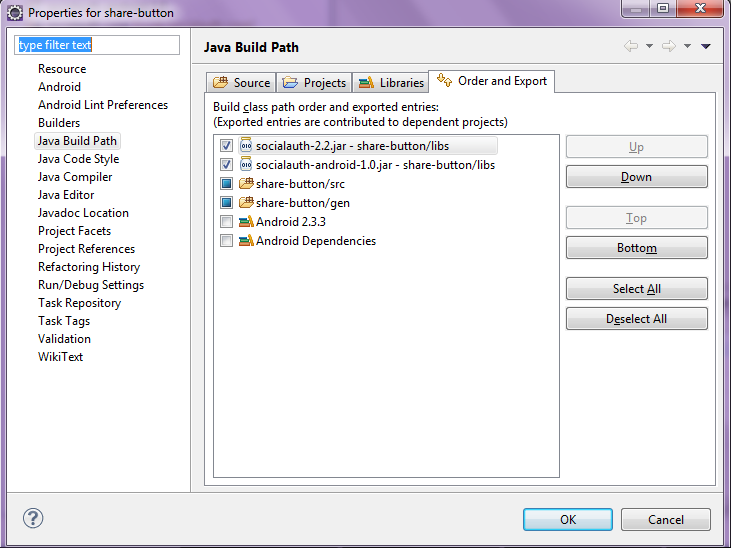 Properties for share-button
type filter text
Resource
Android
Android Lint Preferences
Builders
Java Build Path
Java Code Style
Java Compiler
Java Editor
Javadoc Location
Project Facets
Project References
Refactoring History
Run/Debug Settings
Task Repository
Task Tags
Validation
WikiText
Java Build Path
Source Projects Libraries Order and Export
Build class path order and exported entries:
(Exported entries are contributed to dependent projects)
socialauth-2.2.jar - share-button/libs
socialauth-android-1.0.jar - share-button/libs
share-button/src
share-button/gen
Android 2.3.3
Android Dependencies
Up
Down
Top
Bottom
Select All
Deselect All
OK Cancel